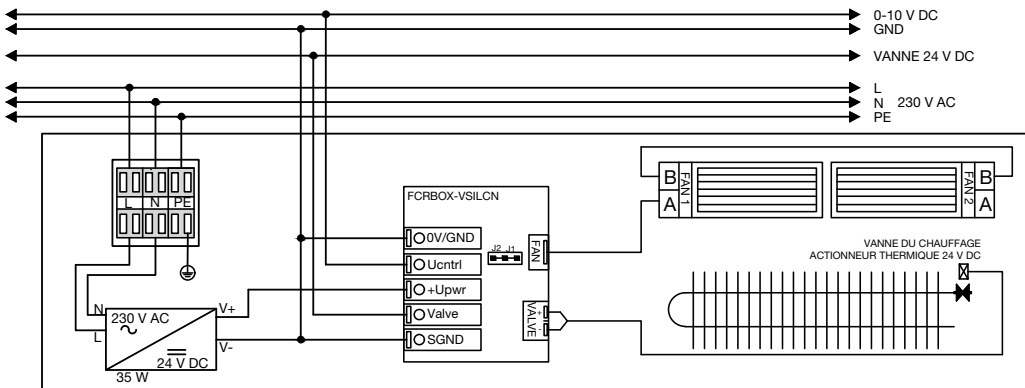 0-10 V DC
GND
VANNE 24 V DC
L
N 230 V AC
PE
L N PE
FCRBOX-VSILCN
0V/GND
Ucntrl
+Upwr
Valve
SGND
J2 J1
FAN
VALVE
+
-
B
A
FAN 1
FAN 2
B
A
VANNE DU CHAUFFAGE
ACTIONNEUR THERMIQUE 24 V DC
N
L
230 V AC
24 V DC
V+
V-
35 W